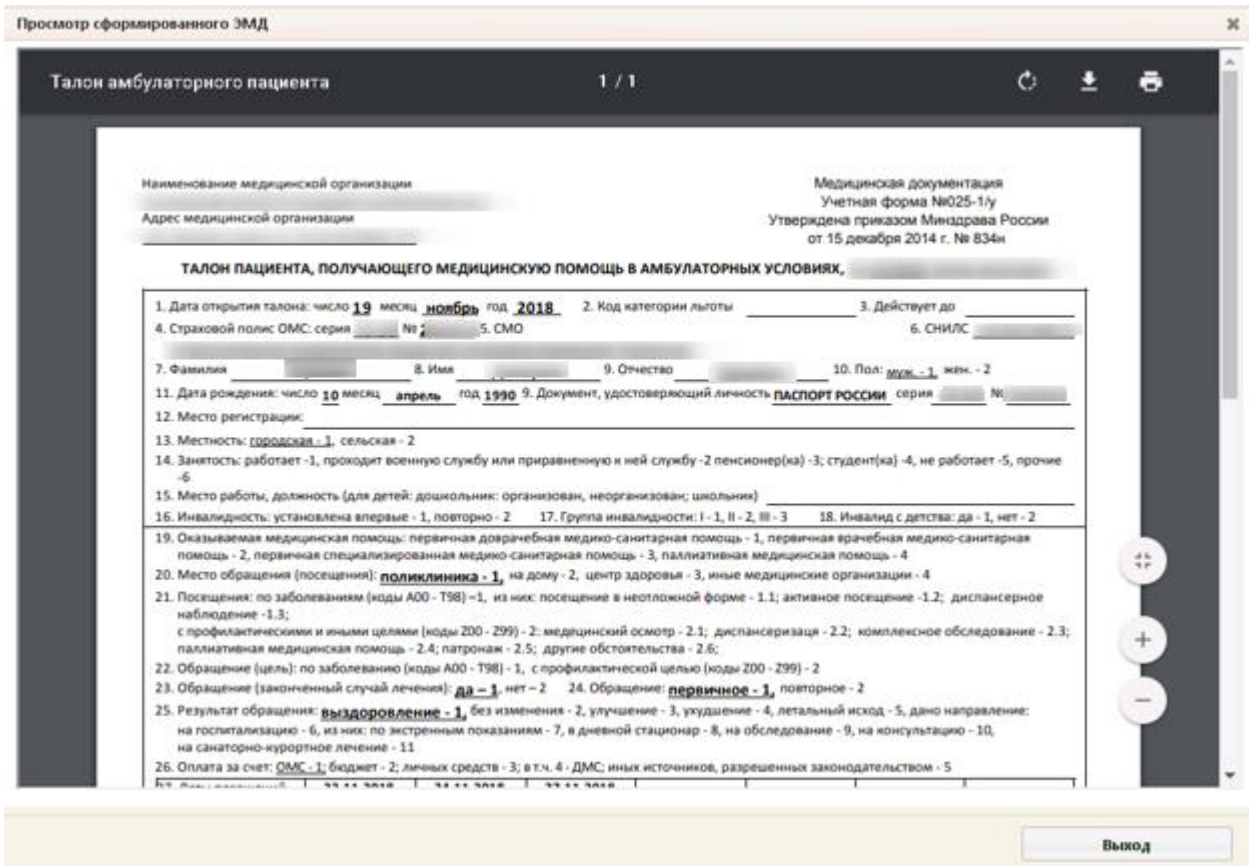 Просмотр сформированного ЭМД
Талон амбулаторного пациента 1 / 1
Наименование медицинской организации
Адрес медицинской организации
Медицинская документация
Учетная форма №025-1/у
Утверждена приказом Минздрава России
от 15 декабря 2014 г. № 834н
ТАЛОН ПАЦИЕНТА, ПОЛУЧАЮЩЕГО МЕДИЦИНСКУЮ ПОМОЩЬ В АМБУЛАТОРНЫХ УСЛОВИЯХ,
1. Дата открытия талона: число 19 месяц ноябрь год 2018 2. Код категории льготы 3. Действует до
4. Страховой полис ОМС: серия № 5. СМО 6. СНИЛС
7. Фамилия 8. Имя 9. Отчество 10. Пол: муж. - 1, жен. - 2
11. Дата рождения: число 10 месяц апрель год 1990 9. Документ, удостоверяющий личность ПАСПОРТ РОССИИ серия №
12. Место регистрации:
13. Местность: городская - 1, сельская - 2
14. Занятость: работает -1, проходит военную службу или приравненную к ней службу -2 пенсионер(ка) -3; студент(ка) -4, не работает -5, прочие
-6
15. Место работы, должность (для детей: дошкольник: организован, неорганизован; школьник)
16. Инвалидность: установлена впервые - 1, повторно - 2 17. Группа инвалидности: I - 1, II - 2, III - 3 18. Инвалид с детства: да - 1, нет - 2
19. Оказываемая медицинская помощь: первичная доврачебная медико-санитарная помощь - 1, первичная врачебная медико-санитарная
помощь - 2, первичная специализированная медико-санитарная помощь - 3, паллиативная медицинская помощь - 4
20. Место обращения (посещения): поликлиника - 1, на дому - 2, центр здоровья - 3, иные медицинские организации - 4
21. Посещения: по заболеваниям (коды A00 - T98) –1, из них: посещение в неотложной форме - 1.1; активное посещение -1.2; диспансерное
наблюдение -1.3;
с профилактическими и иными целями (коды Z00 - Z99) - 2: медицинский осмотр - 2.1; диспансеризаця - 2.2; комплексное обследование - 2.3;
паллиативная медицинская помощь - 2.4; патронаж - 2.5; другие обстоятельства - 2.6;
22. Обращение (цель): по заболеванию (коды A00 - T98) - 1, с профилактической целью (коды Z00 - Z99) - 2
23. Обращение (законченный случай лечения): да – 1, нет – 2 24. Обращение: первичное - 1, повторное - 2
25. Результат обращения: выздоровление - 1, без изменения - 2, улучшение - 3, ухудшение - 4, летальный исход - 5, дано направление:
на госпитализацию - 6, из них: по экстренным показаниям - 7, в дневной стационар - 8, на обследование - 9, на консультацию - 10,
на санаторно-курортное лечение - 11
26. Оплата за счет: ОМС - 1; бюджет - 2; личных средств - 3; в т.ч. 4 - ДМС; иных источников, разрешенных законодательством - 5
Выход